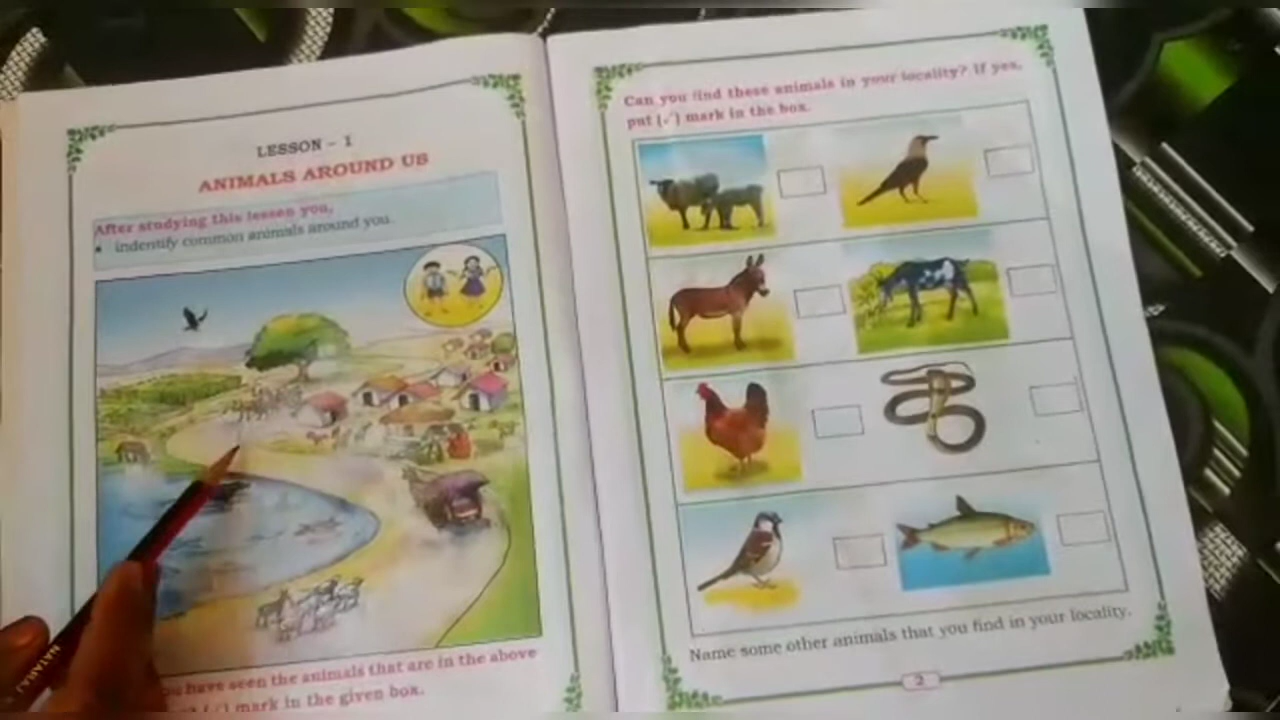 LESSON - 1
ANIMALS AROUND US
After studying this lesson you,
• indentify common animals around you.
you have seen the animals that are in the above
mark in the given box.
Can you find these animals in your locality? If yes,
put (✓) mark in the box.
Name some other animals that you find in your locality.
2
NATARAJ